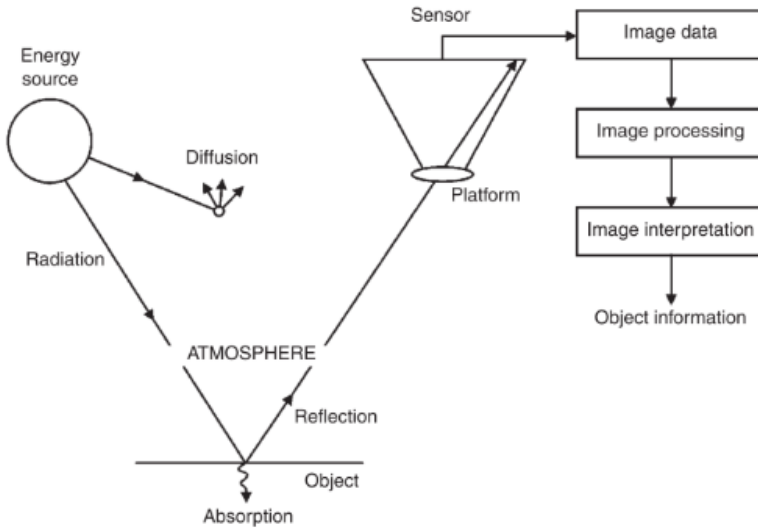 Sensor
Image data
Energy
source
Image processing
Diffusion
Platform
Image interpretation
Radiation
Object information
ATMOSPHERE
Reflection
Object
Absorption